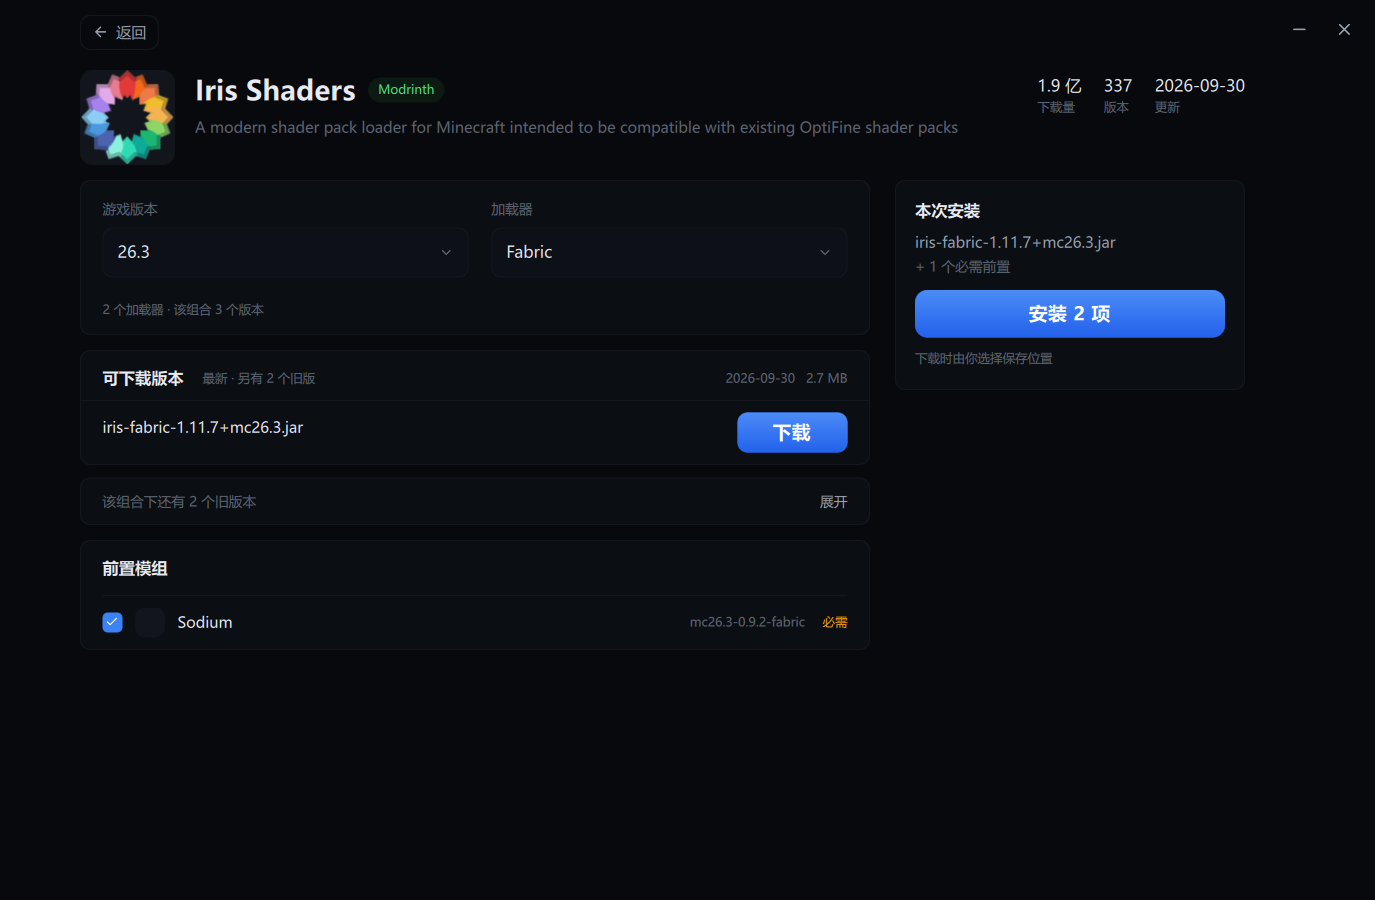 返回
Iris Shaders
Modrinth
A modern shader pack loader for Minecraft intended to be compatible with existing OptiFine shader packs
1.9 亿 337 2026-09-30
下载量 版本 更新
游戏版本 加载器
26.3 Fabric
2 个加载器 · 该组合 3 个版本
可下载版本 最新 · 另有 2 个旧版 2026-09-30 2.7 MB
iris-fabric-1.11.7+mc26.3.jar 下载
该组合下还有 2 个旧版本 展开
前置模组
Sodium mc26.3-0.9.2-fabric 必需
本次安装
iris-fabric-1.11.7+mc26.3.jar
+ 1 个必需前置
安装 2 项
下载时由你选择保存位置